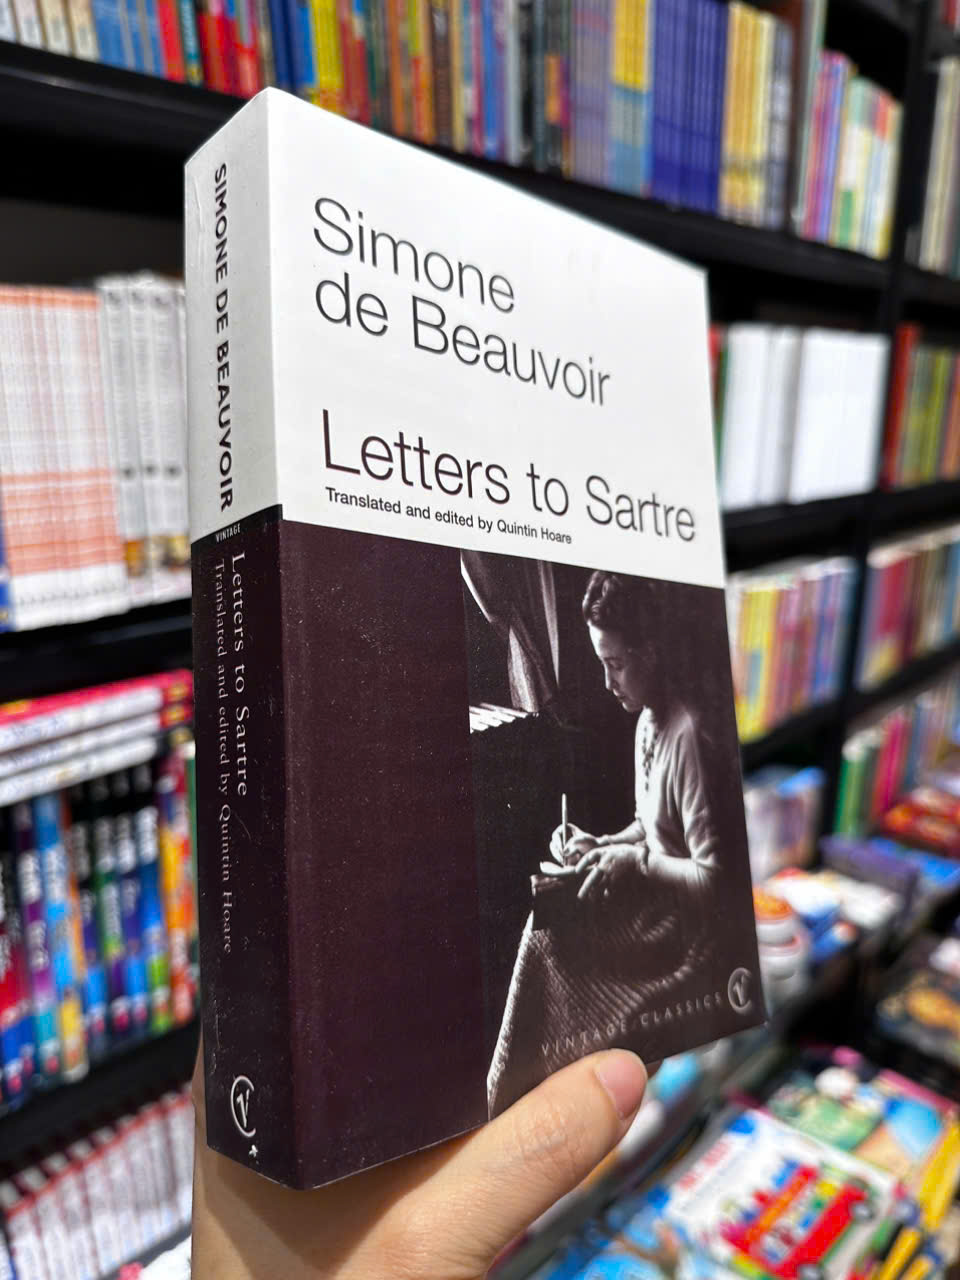 Simone
de Beauvoir
Letters to Sartre
Translated and edited by Quintin Hoare
VINTAGE CLASSICS
SIMONE DE BEAUVOIR
VINTAGE
Letters to Sartre
Translated and edited by Quintin Hoare